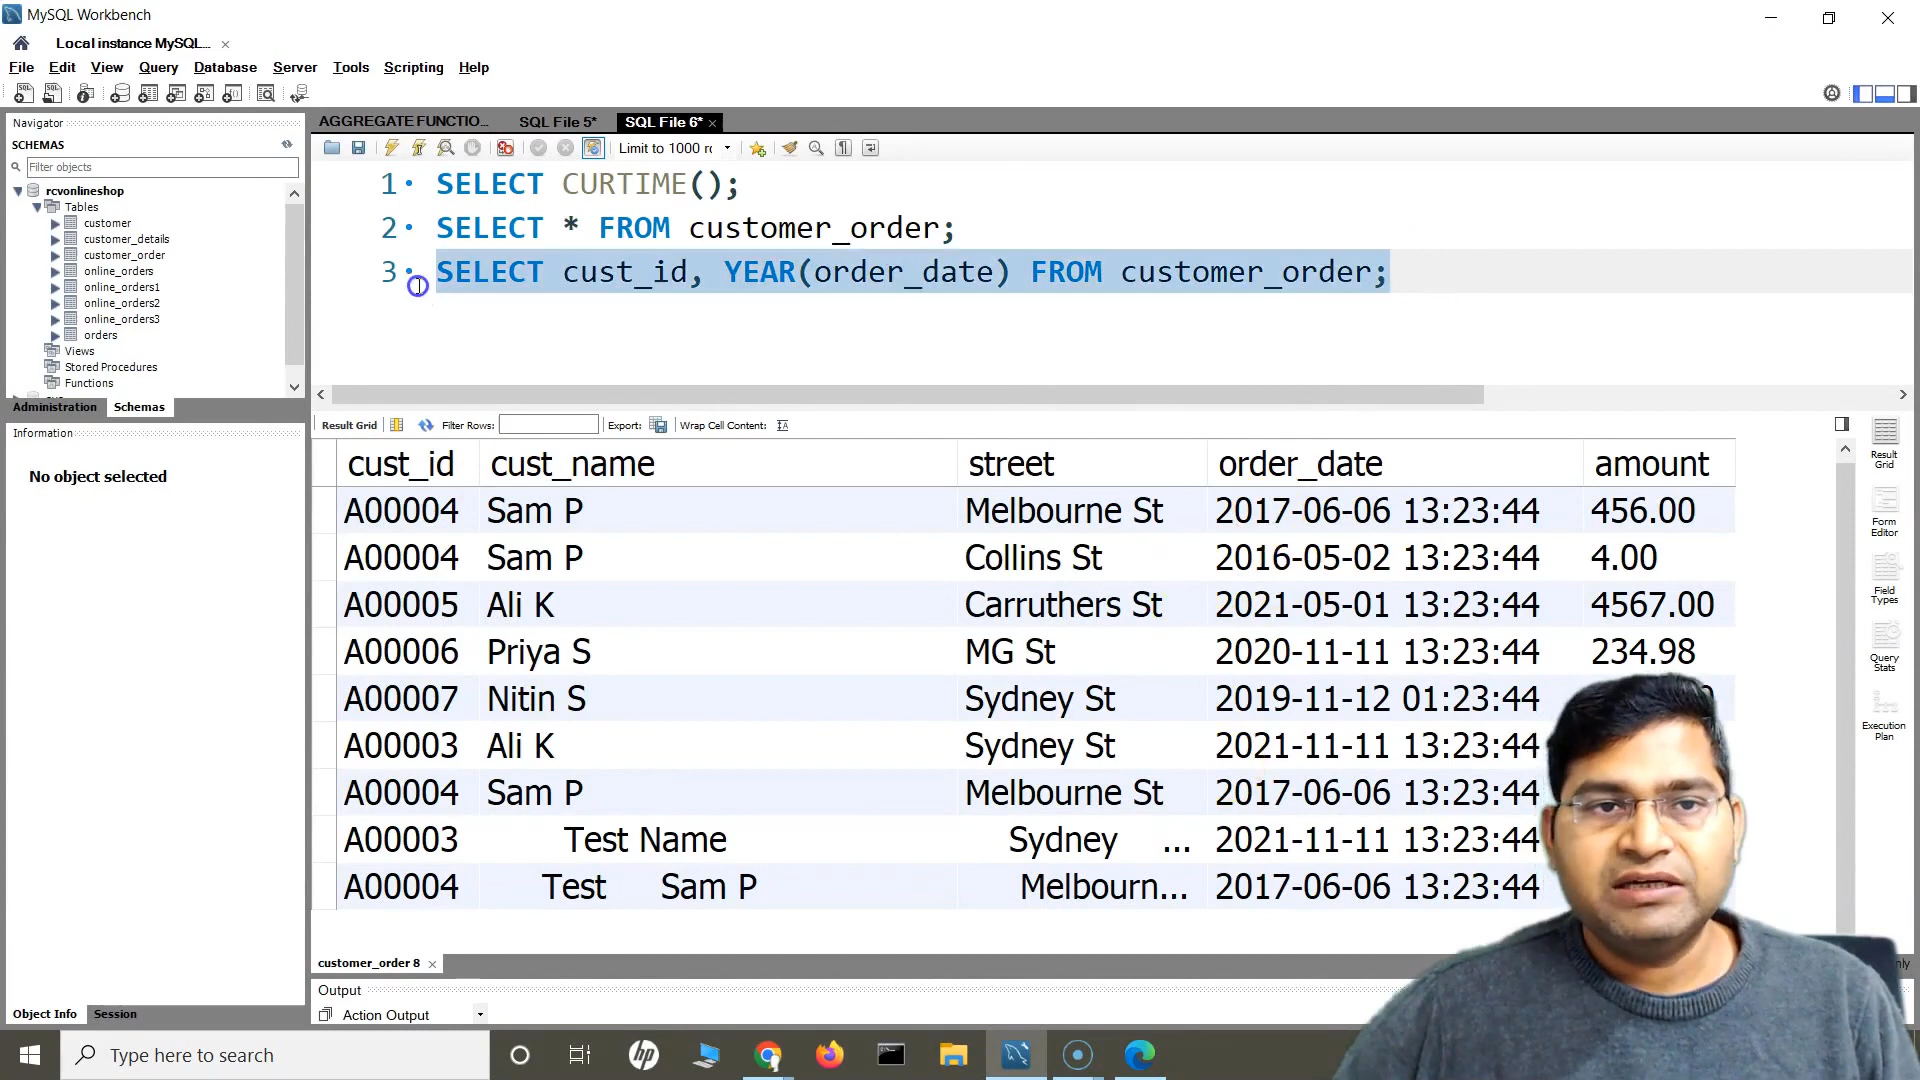 MySQL Workbench
Local instance MySQL...
File Edit View Query Database Server Tools Scripting Help
Navigator
SCHEMAS
Filter objects
rcvonlineshop
Tables
customer
customer_details
customer_order
online_orders
online_orders1
online_orders2
online_orders3
orders
Views
Stored Procedures
Functions
Administration Schemas
Information
No object selected
Object Info Session
AGGREGATE FUNCTIO... SQL File 5* SQL File 6*
Limit to 1000 r
1 SELECT CURTIME();
2 SELECT * FROM customer_order;
3 SELECT cust_id, YEAR(order_date) FROM customer_order;
Result Grid Filter Rows: Export: Wrap Cell Content:
cust_id cust_name street order_date amount
A00004 Sam P Melbourne St 2017-06-06 13:23:44 456.00
A00004 Sam P Collins St 2016-05-02 13:23:44 4.00
A00005 Ali K Carruthers St 2021-05-01 13:23:44 4567.00
A00006 Priya S MG St 2020-11-11 13:23:44 234.98
A00007 Nitin S Sydney St 2019-11-12 01:23:44
A00003 Ali K Sydney St 2021-11-11 13:23:44
A00004 Sam P Melbourne St 2017-06-06 13:23:44
A00003 Test Name Sydney ... 2021-11-11 13:23:44
A00004 Test Sam P Melbourn... 2017-06-06 13:23:44
Result Grid
Form Editor
Field Types
Query Stats
Execution Plan
customer_order 8
Output
Action Output
Type here to search
hp